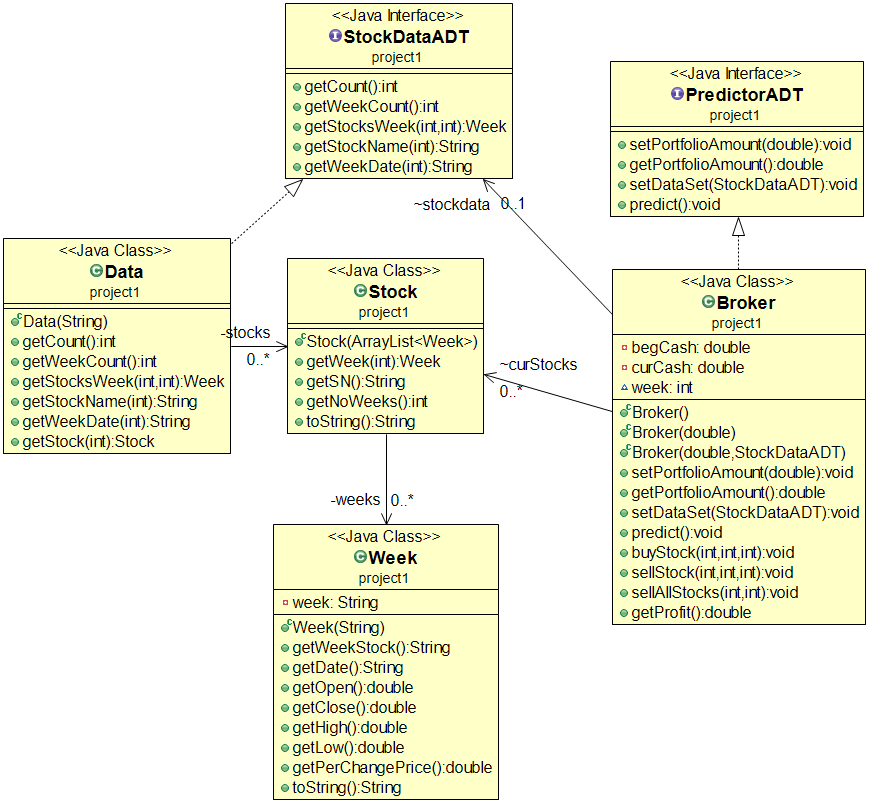 <<Java Interface>>
StockDataADT
project1
getCount():int
getWeekCount():int
getStocksWeek(int,int):Week
getStockName(int):String
getWeekDate(int):String
<<Java Interface>>
PredictorADT
project1
setPortfolioAmount(double):void
getPortfolioAmount():double
setDataSet(StockDataADT):void
predict():void
~stockdata 0..1
<<Java Class>>
Data
project1
Data(String)
getCount():int
getWeekCount():int
getStocksWeek(int,int):Week
getStockName(int):String
getWeekDate(int):String
getStock(int):Stock
-stocks
0..*
<<Java Class>>
Stock
project1
Stock(ArrayList<Week>)
getWeek(int):Week
getSN():String
getNoWeeks():int
toString():String
~curStocks
0..*
<<Java Class>>
Broker
project1
begCash: double
curCash: double
week: int
Broker()
Broker(double)
Broker(double,StockDataADT)
setPortfolioAmount(double):void
getPortfolioAmount():double
setDataSet(StockDataADT):void
predict():void
buyStock(int,int,int):void
sellStock(int,int,int):void
sellAllStocks(int,int):void
getProfit():double
-weeks 0..*
<<Java Class>>
Week
project1
week: String
Week(String)
getWeekStock():String
getDate():String
getOpen():double
getClose():double
getHigh():double
getLow():double
getPerChangePrice():double
toString():String